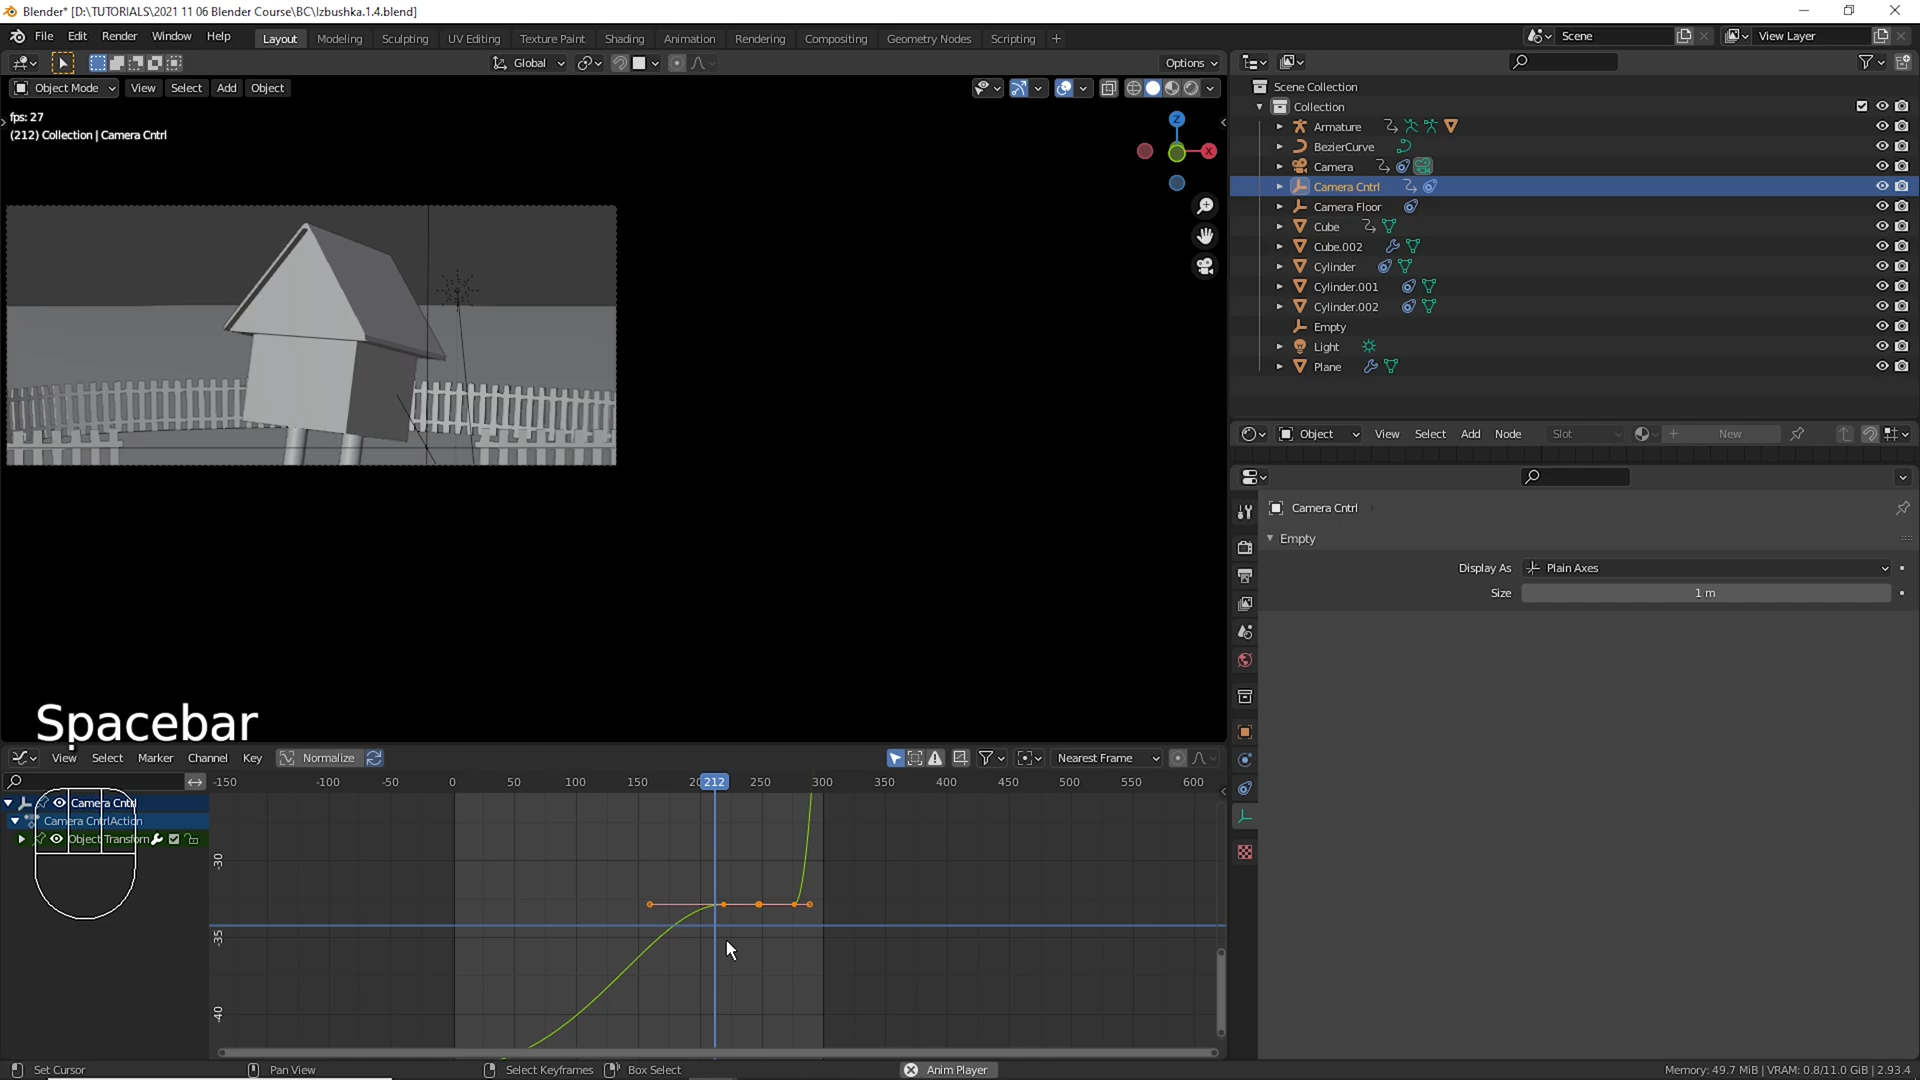 Blender* [D:\TUTORIALS\2021 11 06 Blender Course\BC\Izbushka.1.4.blend]
File Edit Render Window Help Layout Modeling Sculpting UV Editing Texture Paint Shading Animation Rendering Compositing Geometry Nodes Scripting + Scene View Layer
Global Options
Object Mode View Select Add Object
fps: 27
(212) Collection | Camera Cntrl
Z
X
Scene Collection
Collection
Armature
BezierCurve
Camera
Camera Cntrl
Camera Floor
Cube
Cube.002
Cylinder
Cylinder.001
Cylinder.002
Empty
Light
Plane
Object View Select Add Node Slot + New
Camera Cntrl
Empty
Display As Plain Axes
Size 1 m
Spacebar
View Select Marker Channel Key Normalize Nearest Frame
-150 -100 -50 0 50 100 150 212 250 300 350 400 450 500 550 600
Camera Cntrl
Camera CntrlAction
Object Transform
-30
-35
-40
Set Cursor Pan View Select Keyframes Box Select Anim Player Memory: 49.7 MiB | VRAM: 0.8/11.0 GiB | 2.93.4